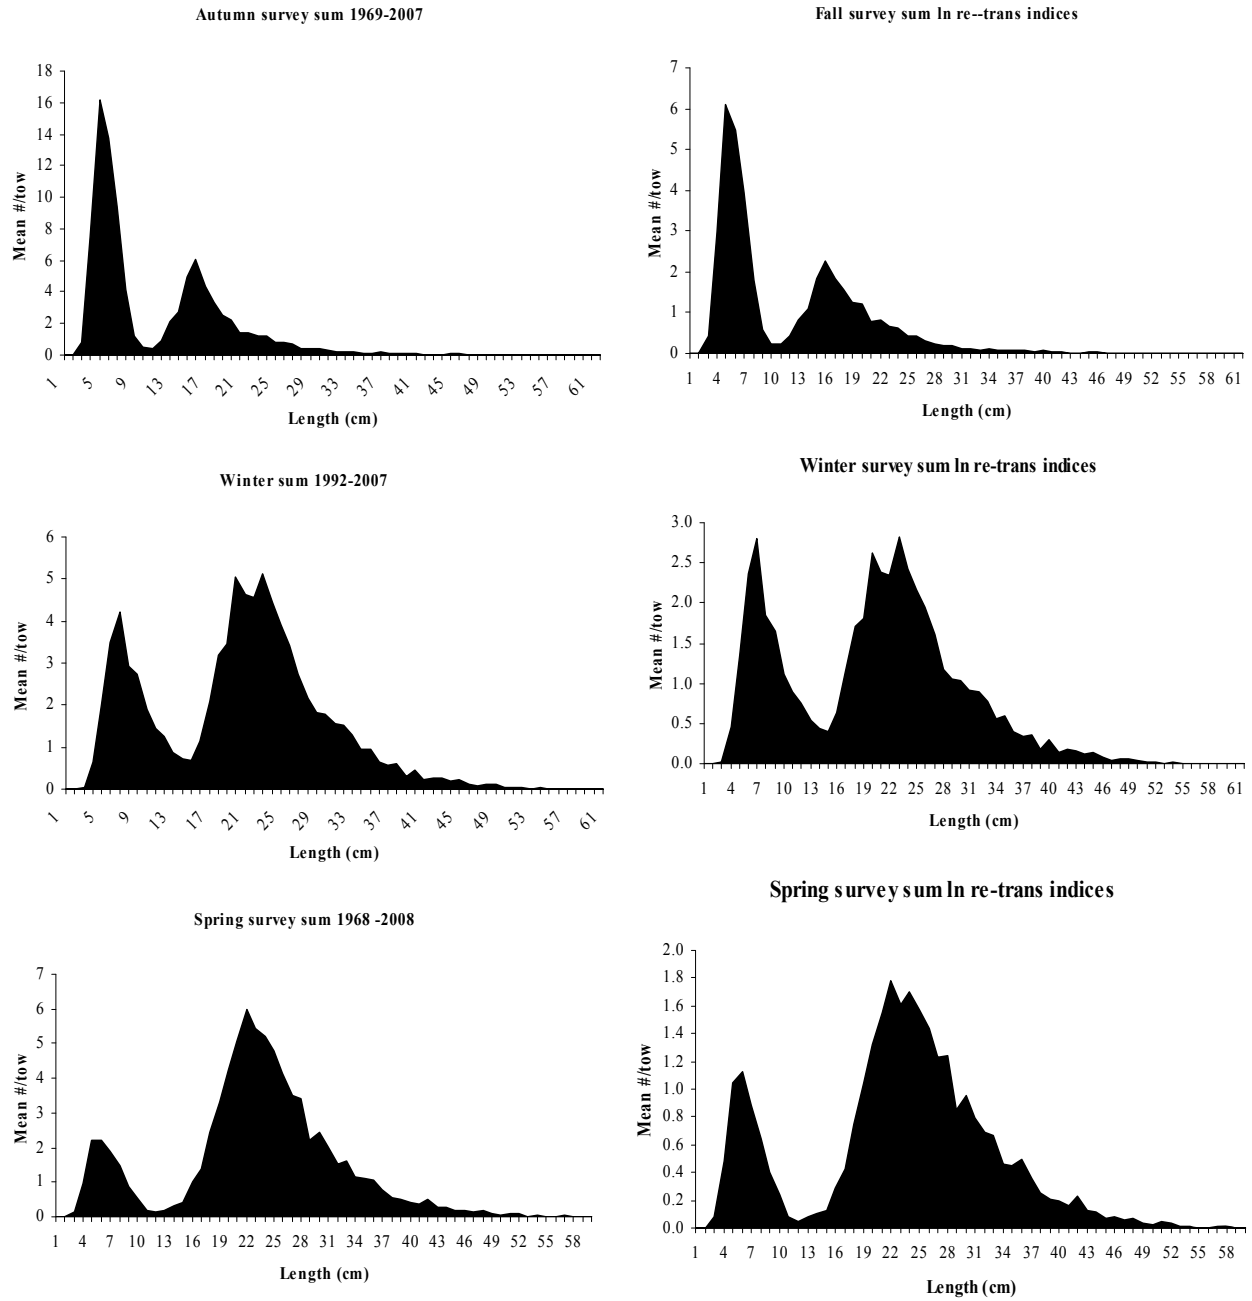 Autumn survey sum 1969-2007
18
16
14
12
10
8
6
4
2
0
Mean #/tow
1 5 9 13 17 21 25 29 33 37 41 45 49 53 57 61
Length (cm)
Fall survey sum ln re--trans indices
7
6
5
4
3
2
1
0
Mean #/tow
1 4 7 10 13 16 19 22 25 28 31 34 37 40 43 46 49 52 55 58 61
Length (cm)
Winter sum 1992-2007
6
5
4
3
2
1
0
Mean #/tow
1 5 9 13 17 21 25 29 33 37 41 45 49 53 57 61
Length (cm)
Winter survey sum ln re-trans indices
3.0
2.5
2.0
1.5
1.0
0.5
0.0
Mean #/tow
1 4 7 10 13 16 19 22 25 28 31 34 37 40 43 46 49 52 55 58 61
Length (cm)
Spring survey sum 1968 -2008
7
6
5
4
3
2
1
0
Mean #/tow
1 4 7 10 13 16 19 22 25 28 31 34 37 40 43 46 49 52 55 58
Length (cm)
Spring survey sum ln re-trans indices
2.0
1.8
1.6
1.4
1.2
1.0
0.8
0.6
0.4
0.2
0.0
Mean #/tow
1 4 7 10 13 16 19 22 25 28 31 34 37 40 43 46 49 52 55 58
Length (cm)